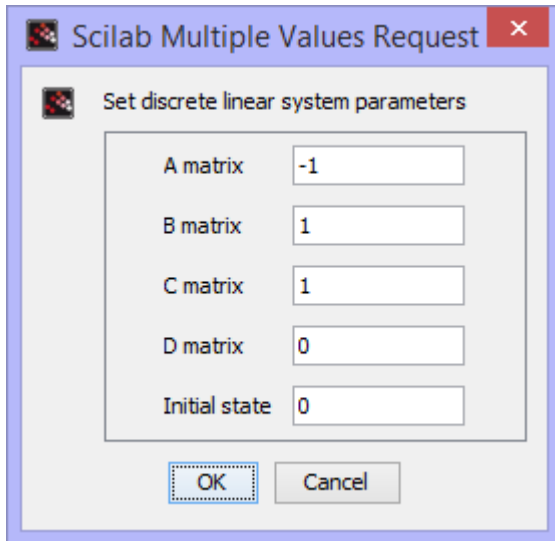 Scilab Multiple Values Request
Set discrete linear system parameters
A matrix -1
B matrix 1
C matrix 1
D matrix 0
Initial state 0
OK Cancel